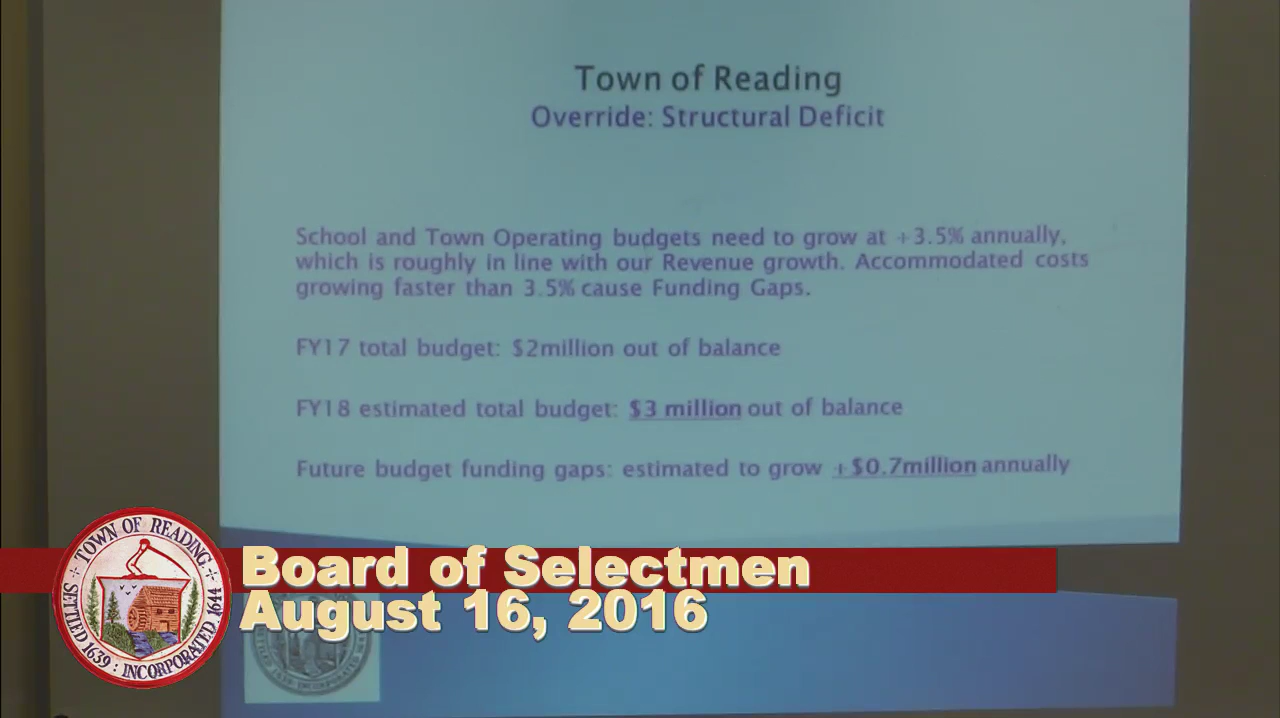 Town of Reading
Override: Structural Deficit
School and Town Operating budgets need to grow at +3.5% annually,
which is roughly in line with our Revenue growth. Accommodated costs
growing faster than 3.5% cause Funding Gaps.
FY17 total budget: $2million out of balance
FY18 estimated total budget: $3 million out of balance
Future budget funding gaps: estimated to grow +$0.7million annually
TOWN OF READING
SETTLED 1639 : INCORPORATED 1644
Board of Selectmen
August 16, 2016